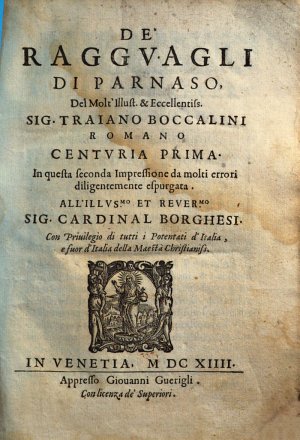 DE'
RAGGVAGLI
DI PARNASO,
Del Molt'Illust. & Eccellentiss.
SIG. TRAIANO BOCCALINI
ROMANO
CENTVRIA PRIMA.
In questa seconda Impressione da molti errori
diligentemente espurgata.
ALL'ILLVS.MO ET REVER.MO
SIG. CARDINAL BORGHESI.
Con Priuilegio di tutti i Potentati d'Italia,
e fuor d'Italia della Maestà Christianiss.
IN VENETIA, M DC XIIII.
Appresso Giouanni Guerigli.
Con licenza de' Superiori.